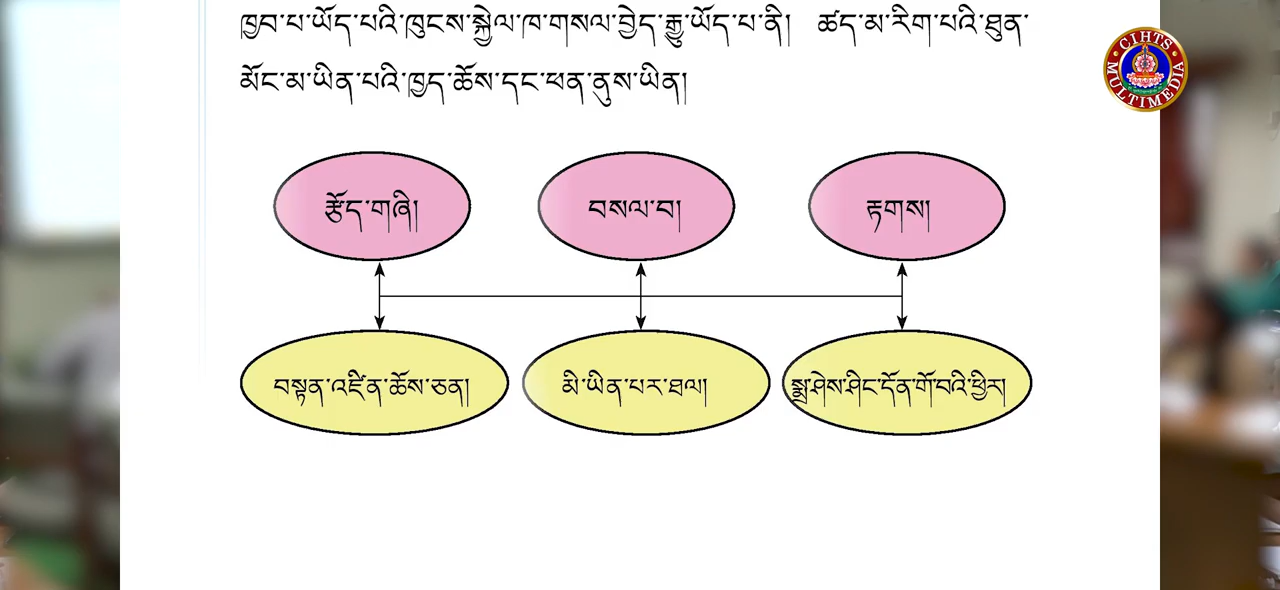 ཁྱབ་པ་ཡོད་པའི་ཁུངས་སྐྱེལ་ཁ་གསལ་བྱེད་རྒྱུ་ཡོད་པ་ནི། ཚད་མ་རིག་པའི་ཐུན་
མོང་མ་ཡིན་པའི་ཁྱད་ཆོས་དང་ཕན་ནུས་ཡིན།
CIHTS
MULTIMEDIA
རྩོད་གཞི། བསལ་བ། རྟགས།
བསྟན་འཛིན་ཆོས་ཅན། མི་ཡིན་པར་ཐལ། སྨྲ་ཤེས་ཤིང་དོན་གོ་བའི་ཕྱིར།